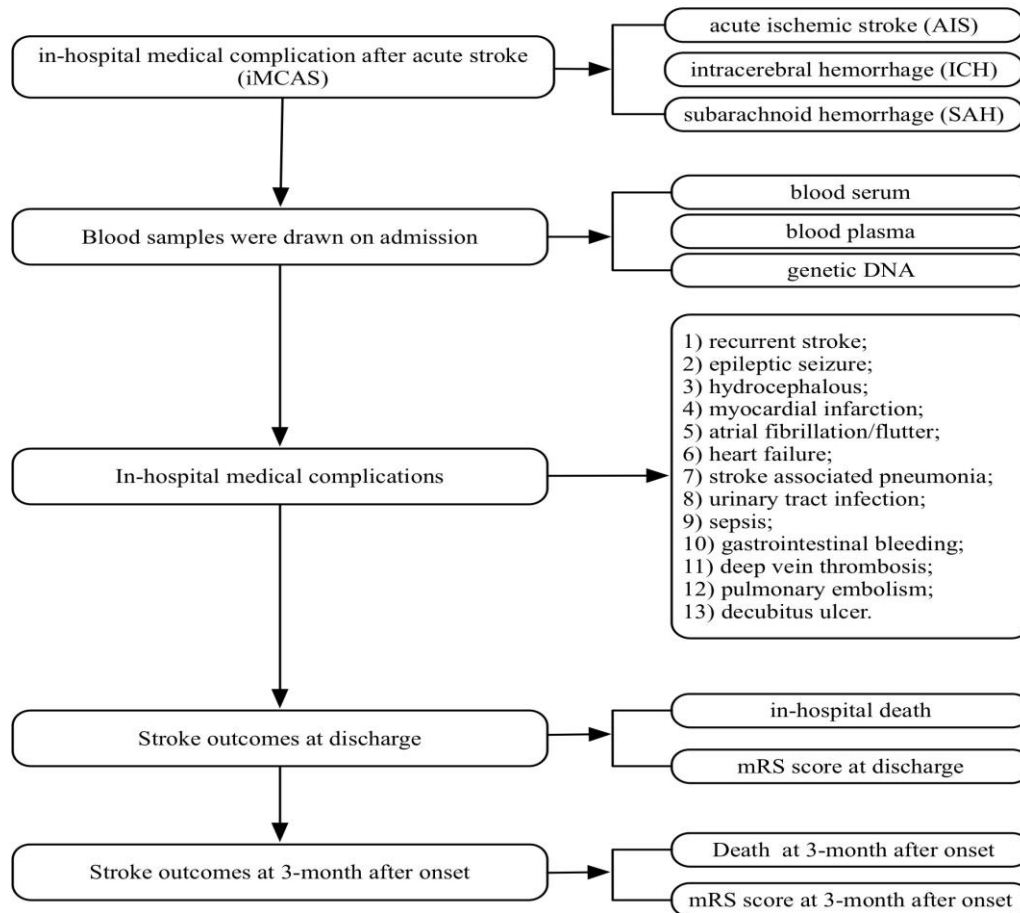 in-hospital medical complication after acute stroke
(iMCAS)
acute ischemic stroke (AIS)
intracerebral hemorrhage (ICH)
subarachnoid hemorrhage (SAH)
Blood samples were drawn on admission
blood serum
blood plasma
genetic DNA
In-hospital medical complications
1) recurrent stroke;
2) epileptic seizure;
3) hydrocephalous;
4) myocardial infarction;
5) atrial fibrillation/flutter;
6) heart failure;
7) stroke associated pneumonia;
8) urinary tract infection;
9) sepsis;
10) gastrointestinal bleeding;
11) deep vein thrombosis;
12) pulmonary embolism;
13) decubitus ulcer.
Stroke outcomes at discharge
in-hospital death
mRS score at discharge
Stroke outcomes at 3-month after onset
Death at 3-month after onset
mRS score at 3-month after onset